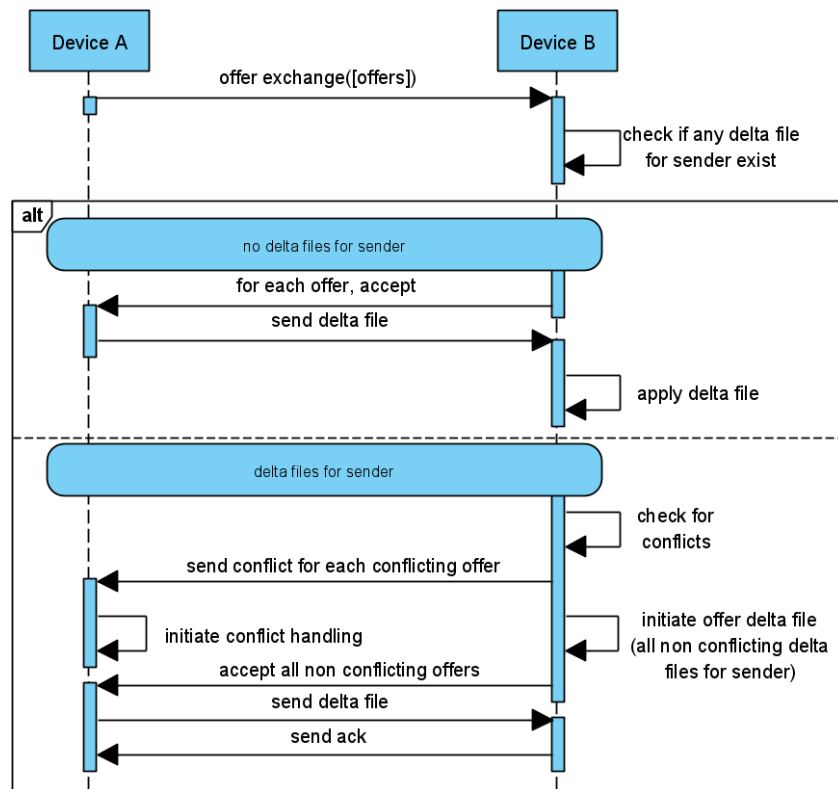 Device A
Device B
offer exchange([offers])
check if any delta file
for sender exist
alt
no delta files for sender
for each offer, accept
send delta file
apply delta file
delta files for sender
check for
conflicts
send conflict for each conflicting offer
initiate conflict handling
initiate offer delta file
(all non conflicting delta
files for sender)
accept all non conflicting offers
send delta file
send ack